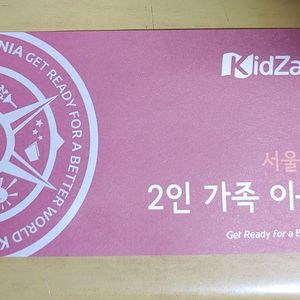 NIA GET READY FOR A BETTER WORLD K
KidZa
서울
2인 가족 이
Get Ready for a B